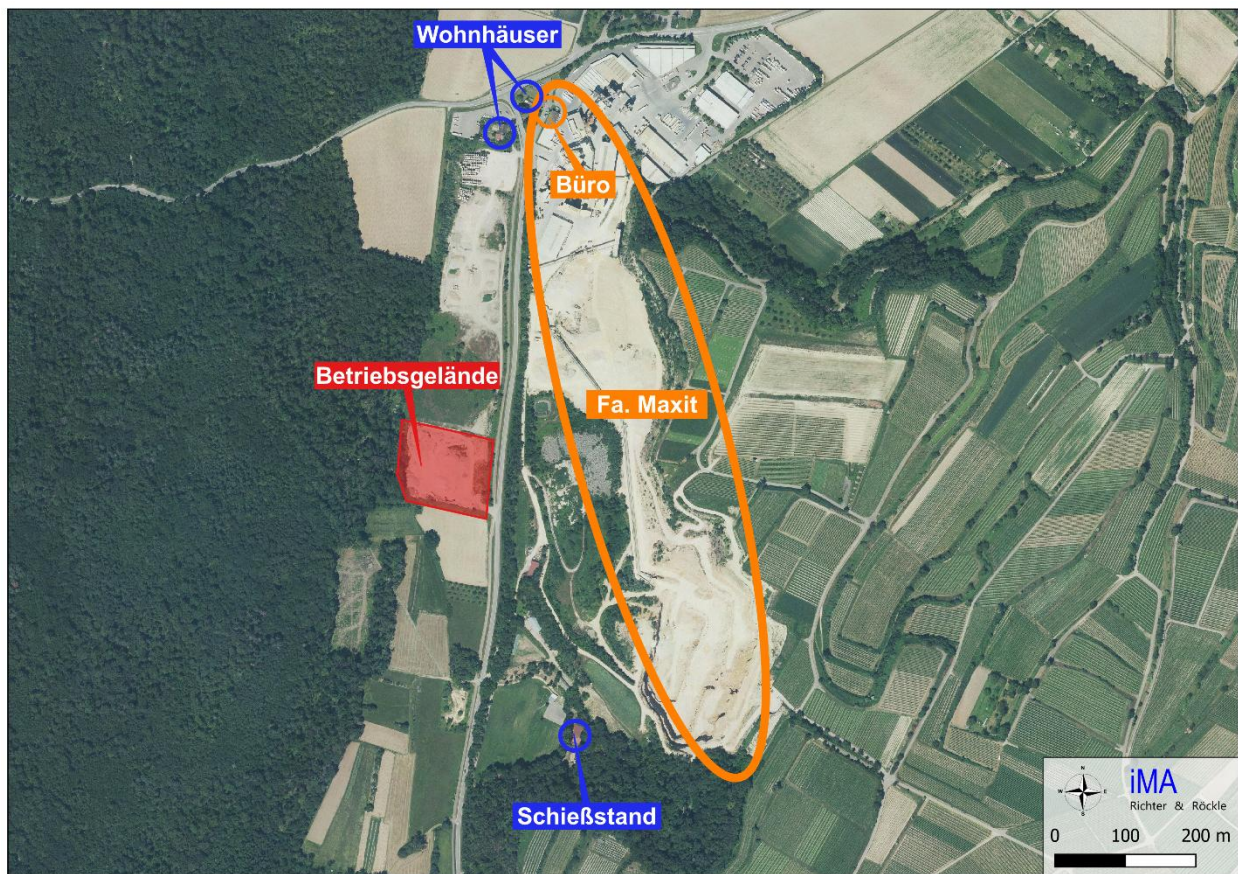 Wohnhäuser
Büro
Betriebsgelände
Fa. Maxit
Schießstand
N
W E
S
iMA
Richter & Röckle
0 100 200 m